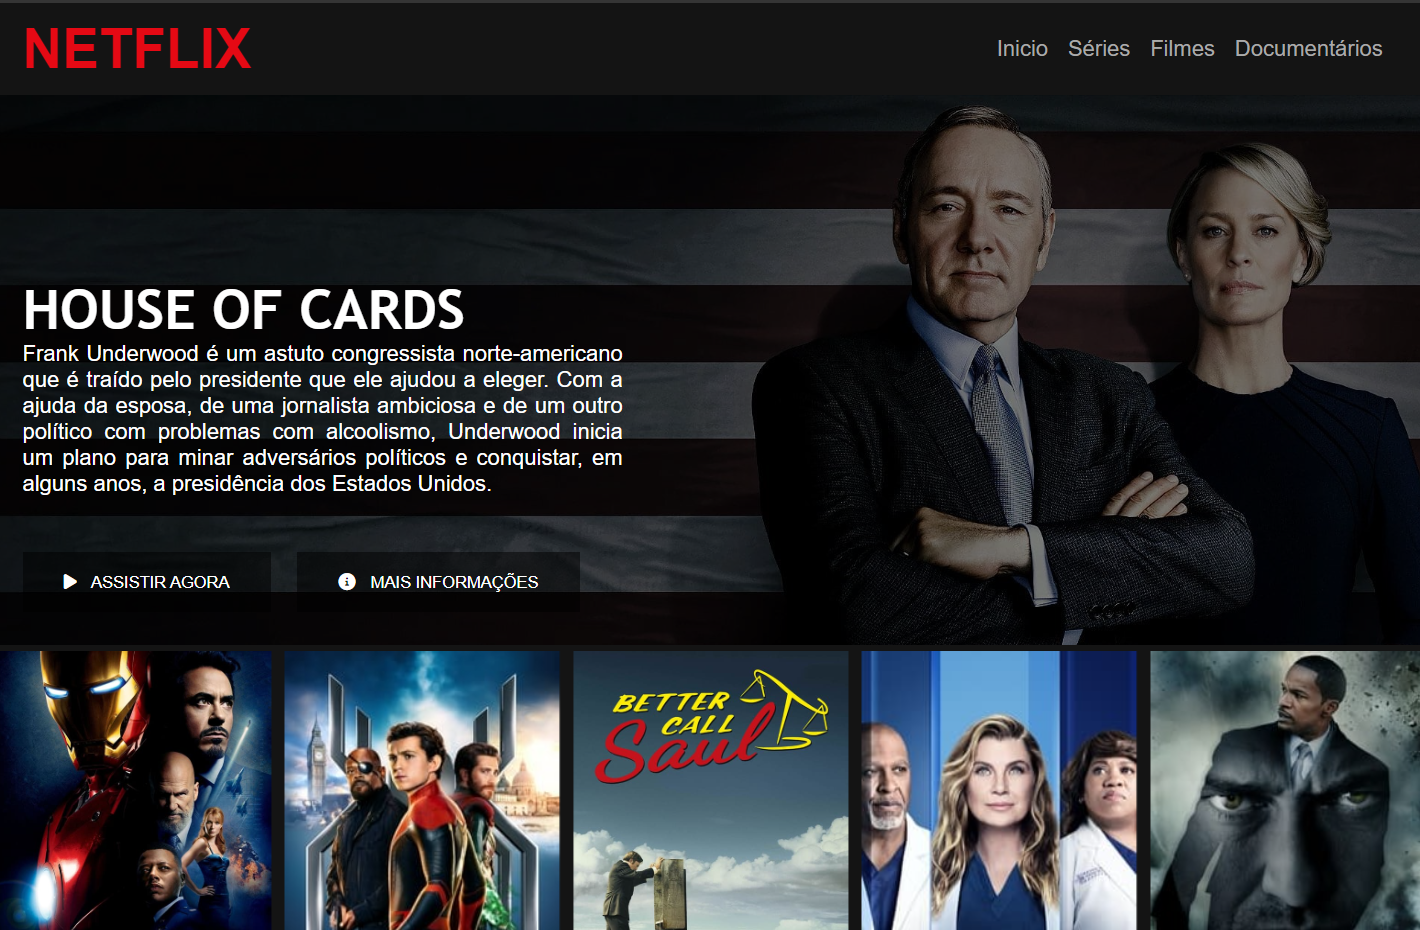 NETFLIX
Inicio Séries Filmes Documentários
HOUSE OF CARDS
Frank Underwood é um astuto congressista norte-americano
que é traído pelo presidente que ele ajudou a eleger. Com a
ajuda da esposa, de uma jornalista ambiciosa e de um outro
político com problemas com alcoolismo, Underwood inicia
um plano para minar adversários políticos e conquistar, em
alguns anos, a presidência dos Estados Unidos.
ASSISTIR AGORA
MAIS INFORMAÇÕES
BETTER
CALL
Saul